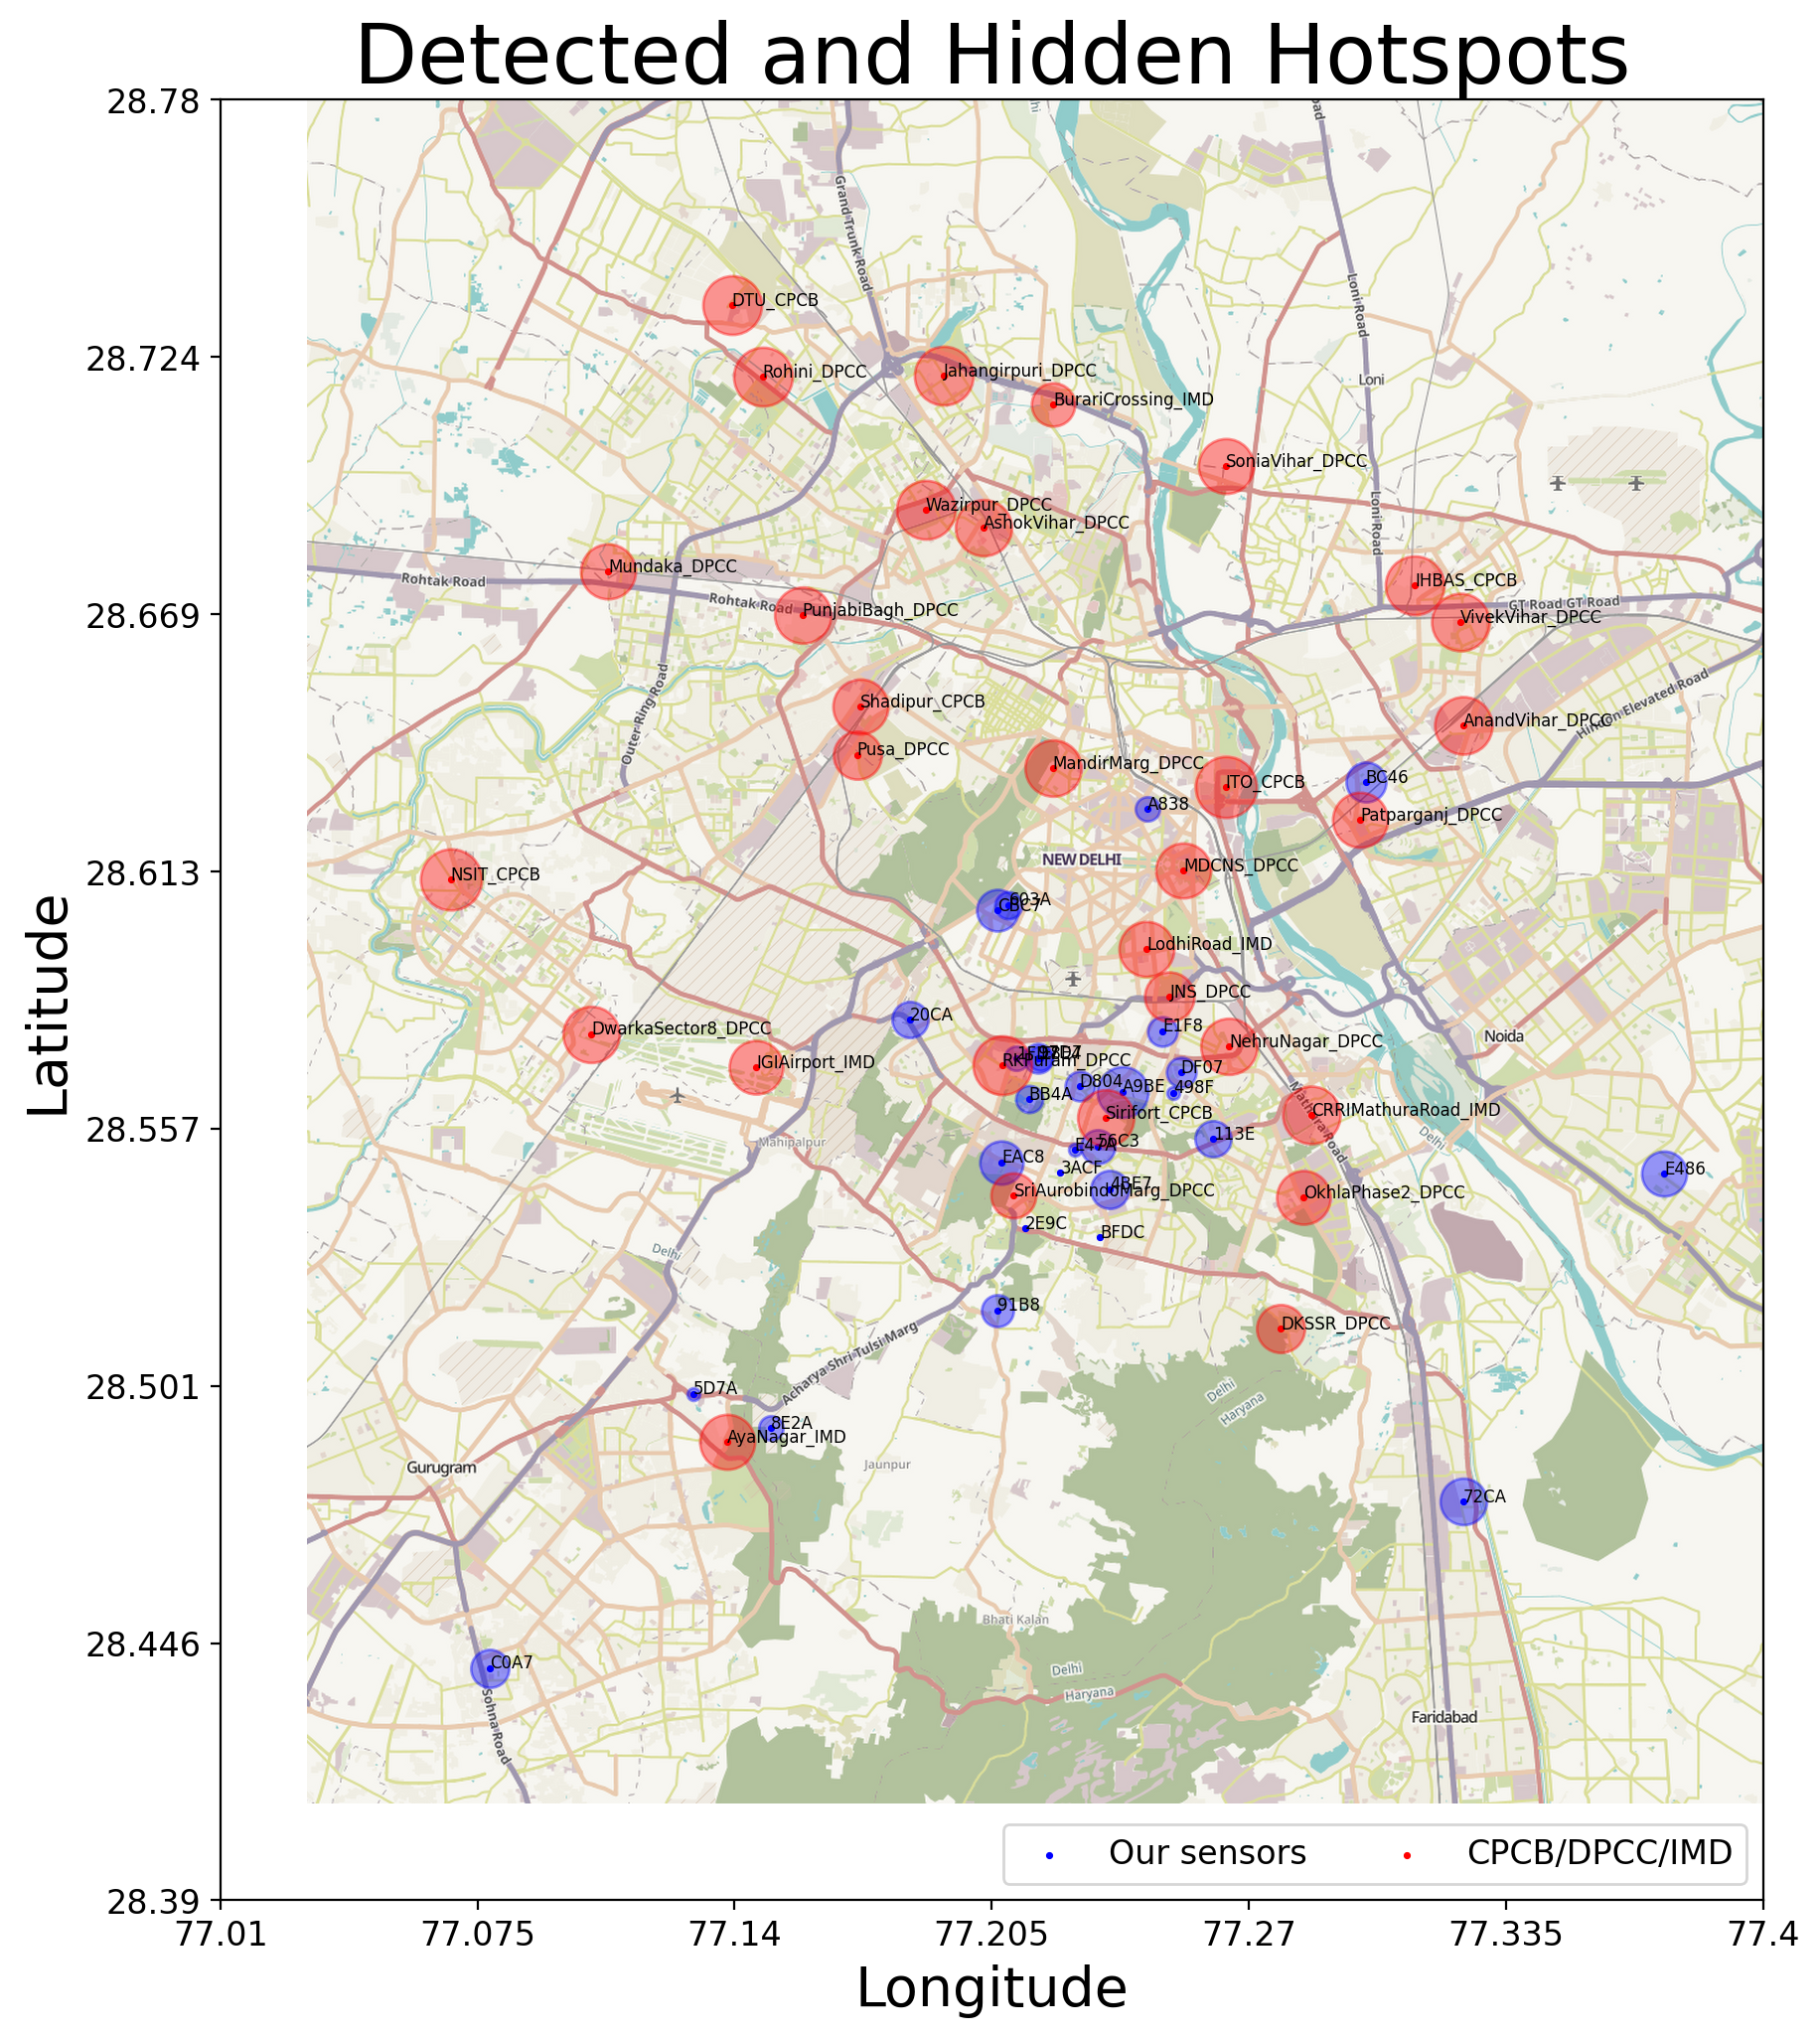 Detected and Hidden Hotspots
28.78
28.724
28.669
28.613
28.557
28.501
28.446
28.39
Latitude
77.01
77.075
77.14
77.205
77.27
77.335
77.4
Longitude
Grand Trunk Road
Loni Road
DTU_CPCB
Rohini_DPCC
Jahangirpuri_DPCC
Loni
BurariCrossing_IMD
SoniaVihar_DPCC
Loni Road
Wazirpur_DPCC
AshokVihar_DPCC
Mundaka_DPCC
Rohtak Road
Rohtak Road
PunjabiBagh_DPCC
IHBAS_CPCB
GT Road GT Road
VivekVihar_DPCC
Outer Ring Road
Shadipur_CPCB
AnandVihar_DPCC
Hindon Elevated Road
Pusa_DPCC
MandirMarg_DPCC
ITO_CPCB
BC46
A838
Patparganj_DPCC
NEW DELHI
MDCNS_DPCC
NSIT_CPCB
603A
CBC7
LodhiRoad_IMD
JNS_DPCC
20CA
E1F8
DwarkaSector8_DPCC
NehruNagar_DPCC
Noida
IGIAirport_IMD
RKPuram_DPCC
DF07
D804
A9BE
498F
BB4A
Sirifort_CPCB
CRRIMathuraRoad_IMD
Mathura Road
Delhi
Mahipalpur
113E
56C3
E47A
EAC8
3ACF
E486
4BE7
SriAurobindoMarg_DPCC
OkhlaPhase2_DPCC
2E9C
BFDC
Delhi
91B8
DKSSR_DPCC
Acharya Shri Tulsi Marg
5D7A
8E2A
AyaNagar_IMD
Delhi
Haryana
Gurugram
Jaunpur
72CA
Bhati Kalan
C0A7
Sohna Road
Delhi
Haryana
Faridabad
Our sensors
CPCB/DPCC/IMD